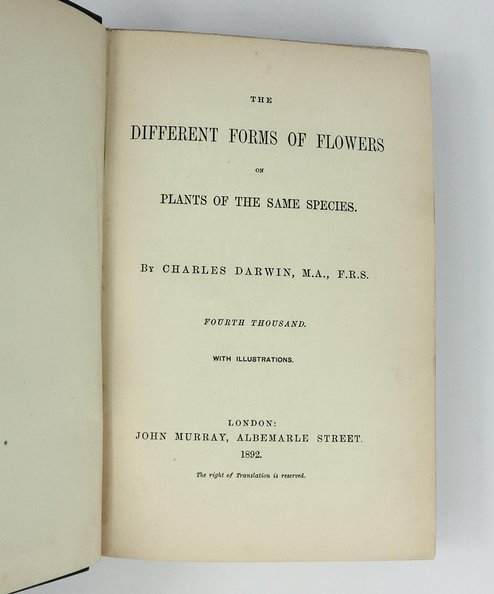 THE
DIFFERENT FORMS OF FLOWERS
ON
PLANTS OF THE SAME SPECIES.
By CHARLES DARWIN, M.A., F.R.S.
FOURTH THOUSAND.
WITH ILLUSTRATIONS.
LONDON:
JOHN MURRAY, ALBEMARLE STREET.
1892.
The right of Translation is reserved.